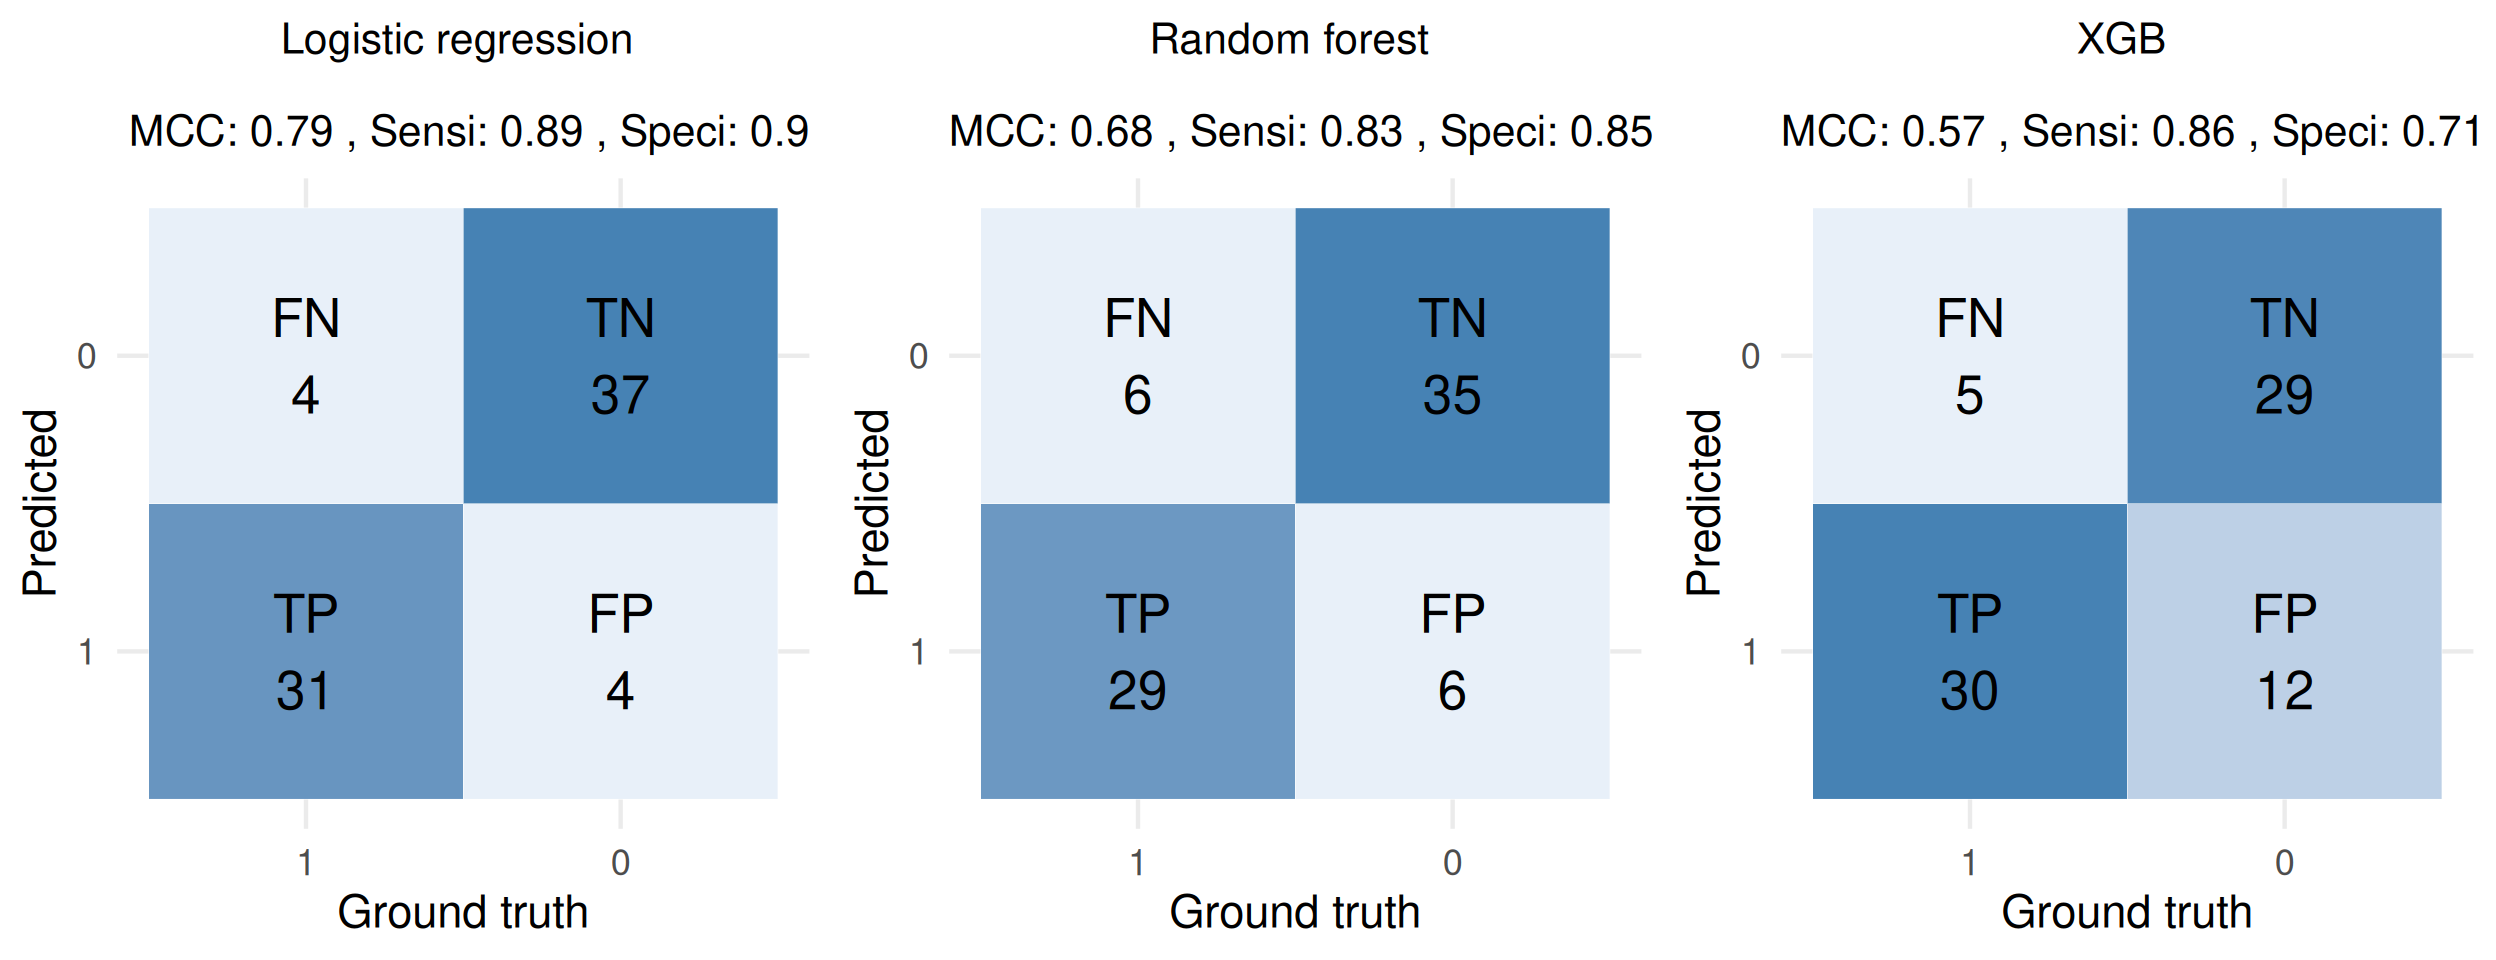 Logistic regression
MCC: 0.79 , Sensi: 0.89 , Speci: 0.9
FN
4
TN
37
TP
31
FP
4
0
1
Predicted
1
0
Ground truth
Random forest
MCC: 0.68 , Sensi: 0.83 , Speci: 0.85
FN
6
TN
35
TP
29
FP
6
0
1
Predicted
1
0
Ground truth
XGB
MCC: 0.57 , Sensi: 0.86 , Speci: 0.71
FN
5
TN
29
TP
30
FP
12
0
1
Predicted
1
0
Ground truth